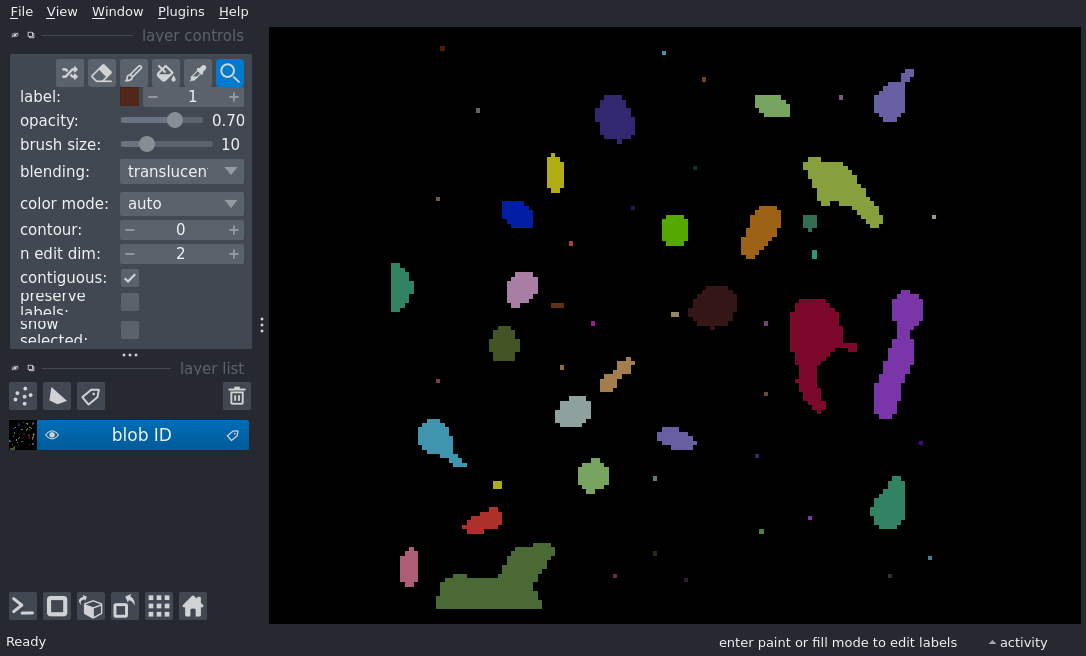 File View Window Plugins Help
layer controls
label: 1
opacity: 0.70
brush size: 10
blending: translucen
color mode: auto
contour: 0
n edit dim: 2
contiguous:
preserve
labels:
show
selected:
layer list
blob ID
Ready enter paint or fill mode to edit labels activity